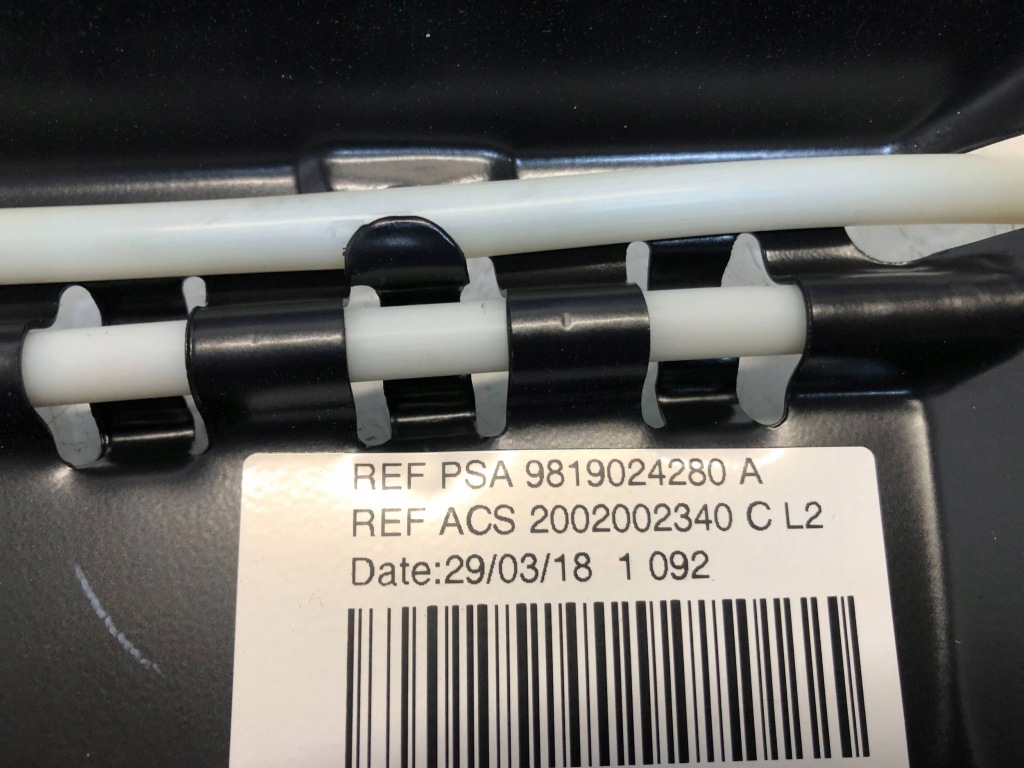 REF PSA 9819024280 A
REF ACS 2002002340 C L2
Date:29/03/18 1 092